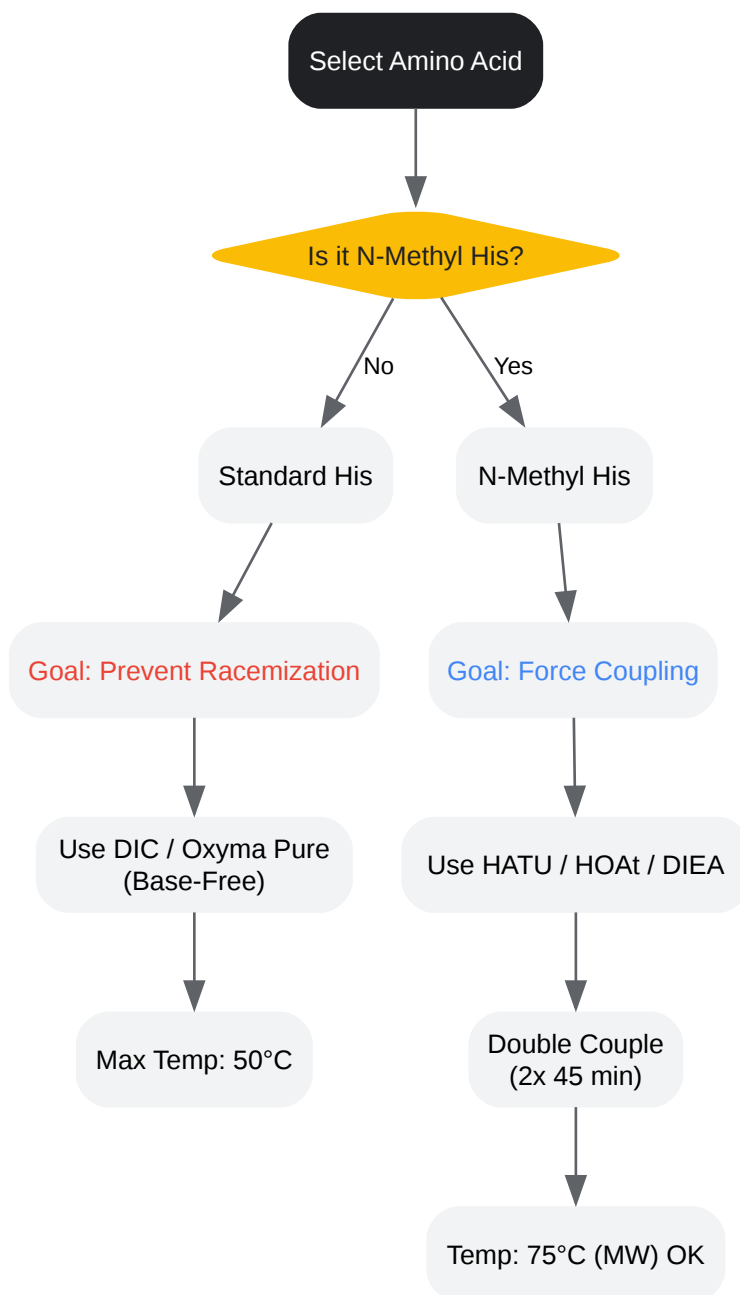 Select Amino Acid
Is it N-Methyl His?
No
Yes
Standard His
N-Methyl His
Goal: Prevent Racemization
Goal: Force Coupling
Use DIC / Oxyma Pure
(Base-Free)
Use HATU / HOAt / DIEA
Max Temp: 50°C
Double Couple
(2x 45 min)
Temp: 75°C (MW) OK